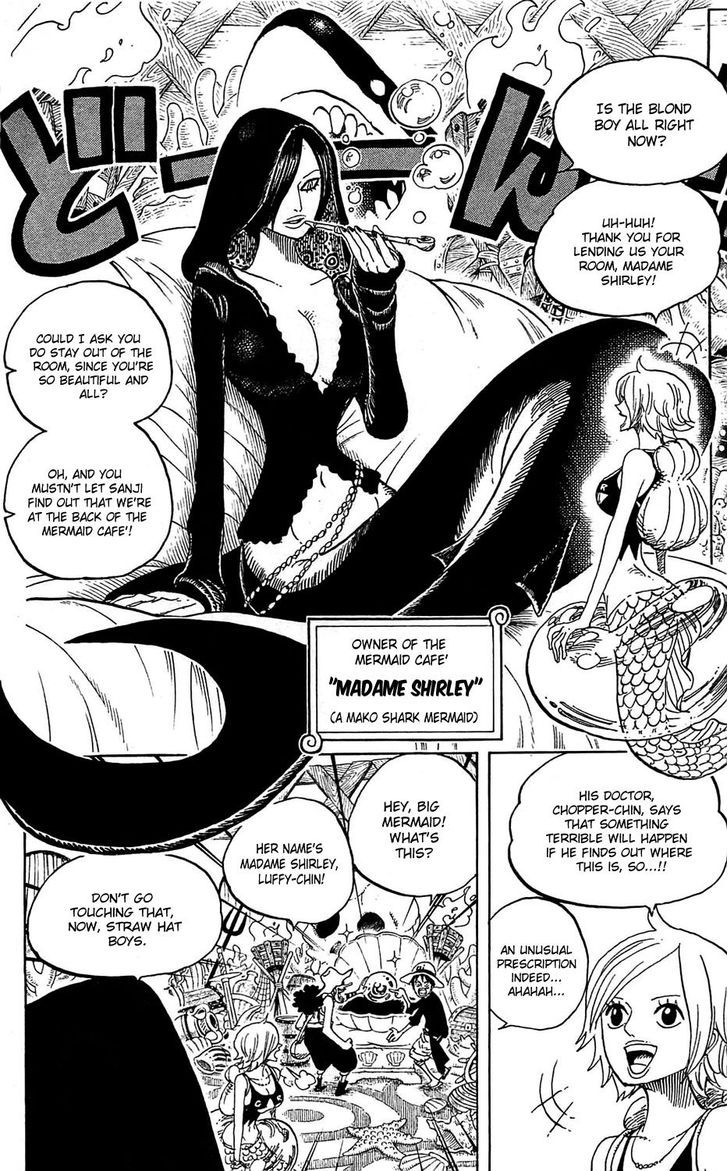 ど——ん
IS THE BLOND
BOY ALL RIGHT
NOW?
UH-HUH!
THANK YOU FOR
LENDING US YOUR
ROOM, MADAME
SHIRLEY!
COULD I ASK YOU
DO STAY OUT OF THE
ROOM, SINCE YOU'RE
SO BEAUTIFUL AND
ALL?
OH, AND YOU
MUSTN'T LET SANJI
FIND OUT THAT WE'RE
AT THE BACK OF THE
MERMAID CAFE'!
OWNER OF THE
MERMAID CAFE'
"MADAME SHIRLEY"
(A MAKO SHARK MERMAID)
HIS DOCTOR,
CHOPPER-CHIN, SAYS
THAT SOMETHING
TERRIBLE WILL HAPPEN
IF HE FINDS OUT WHERE
THIS IS, SO...!!
AN UNUSUAL
PRESCRIPTION
INDEED...
AHAHAH...
HEY, BIG
MERMAID!
WHAT'S
THIS?
HER NAME'S
MADAME SHIRLEY,
LUFFY-CHIN!
DON'T GO
TOUCHING THAT,
NOW, STRAW HAT
BOYS.